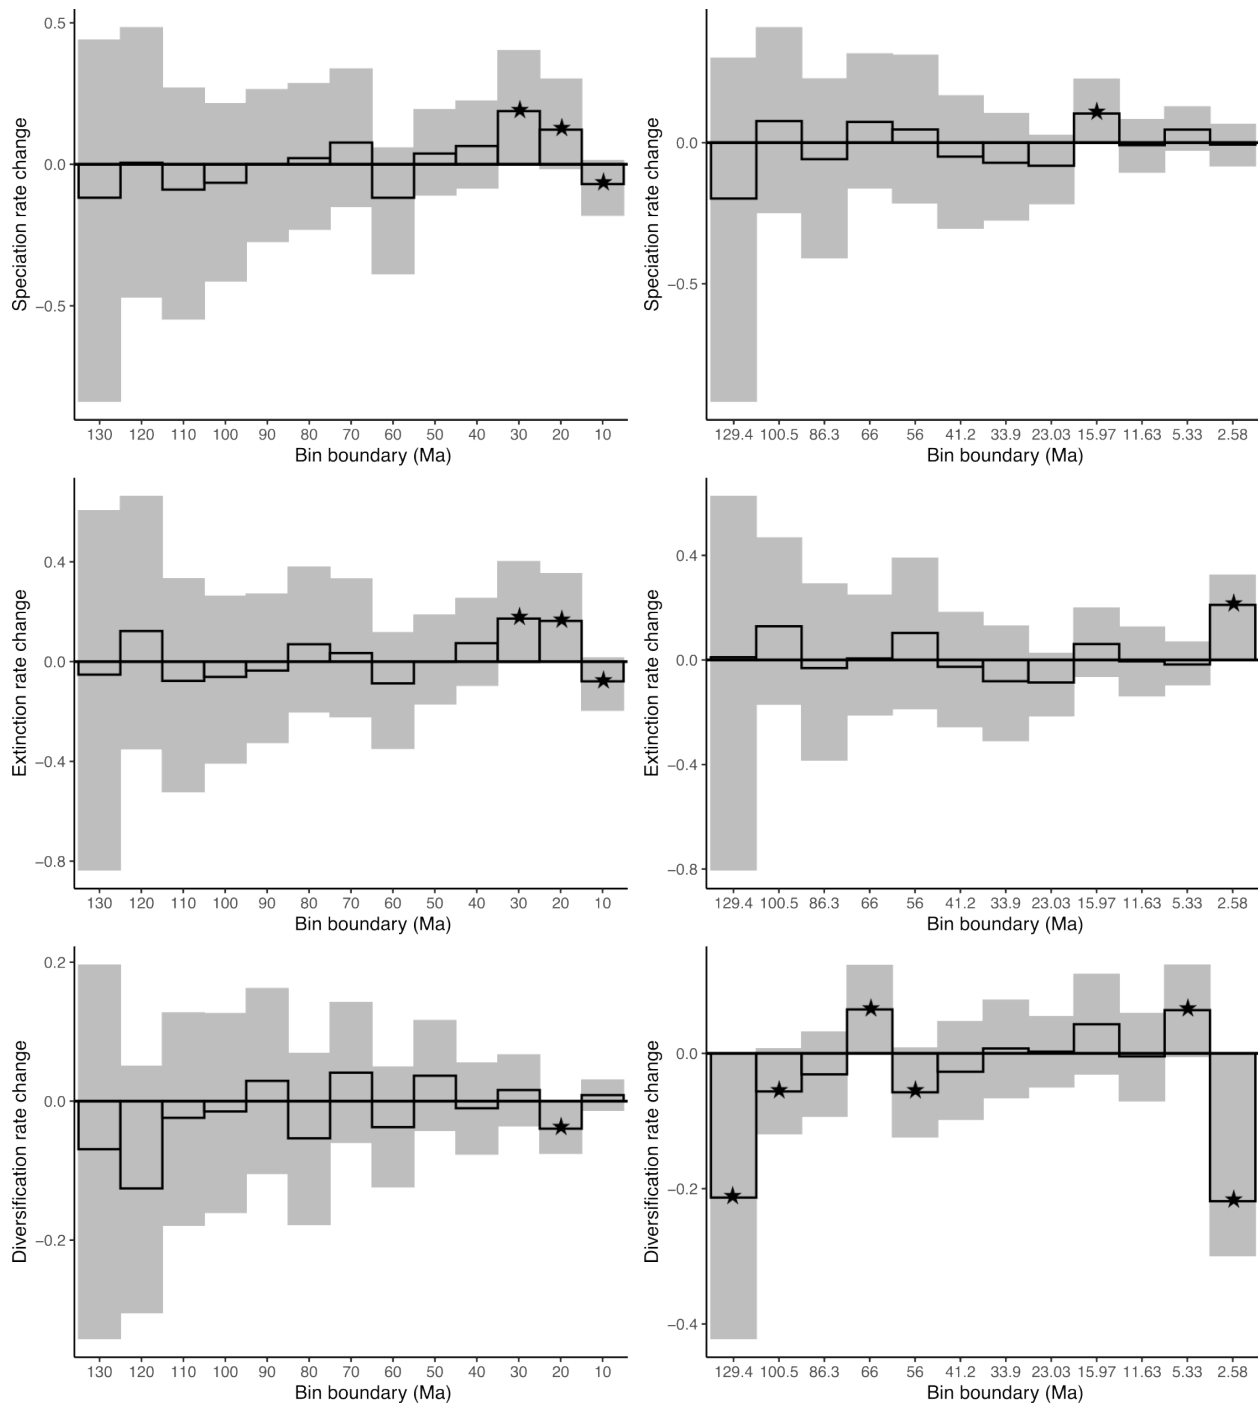 Speciation rate change
0.5
0.0
−0.5
130 120 110 100 90 80 70 60 50 40 30 20 10
Bin boundary (Ma)
Speciation rate change
0.0
−0.5
129.4 100.5 86.3 66 56 41.2 33.9 23.03 15.97 11.63 5.33 2.58
Bin boundary (Ma)
Extinction rate change
0.4
0.0
−0.4
−0.8
130 120 110 100 90 80 70 60 50 40 30 20 10
Bin boundary (Ma)
Extinction rate change
0.4
0.0
−0.4
−0.8
129.4 100.5 86.3 66 56 41.2 33.9 23.03 15.97 11.63 5.33 2.58
Bin boundary (Ma)
Diversification rate change
0.2
0.0
−0.2
130 120 110 100 90 80 70 60 50 40 30 20 10
Bin boundary (Ma)
Diversification rate change
0.0
−0.2
−0.4
129.4 100.5 86.3 66 56 41.2 33.9 23.03 15.97 11.63 5.33 2.58
Bin boundary (Ma)